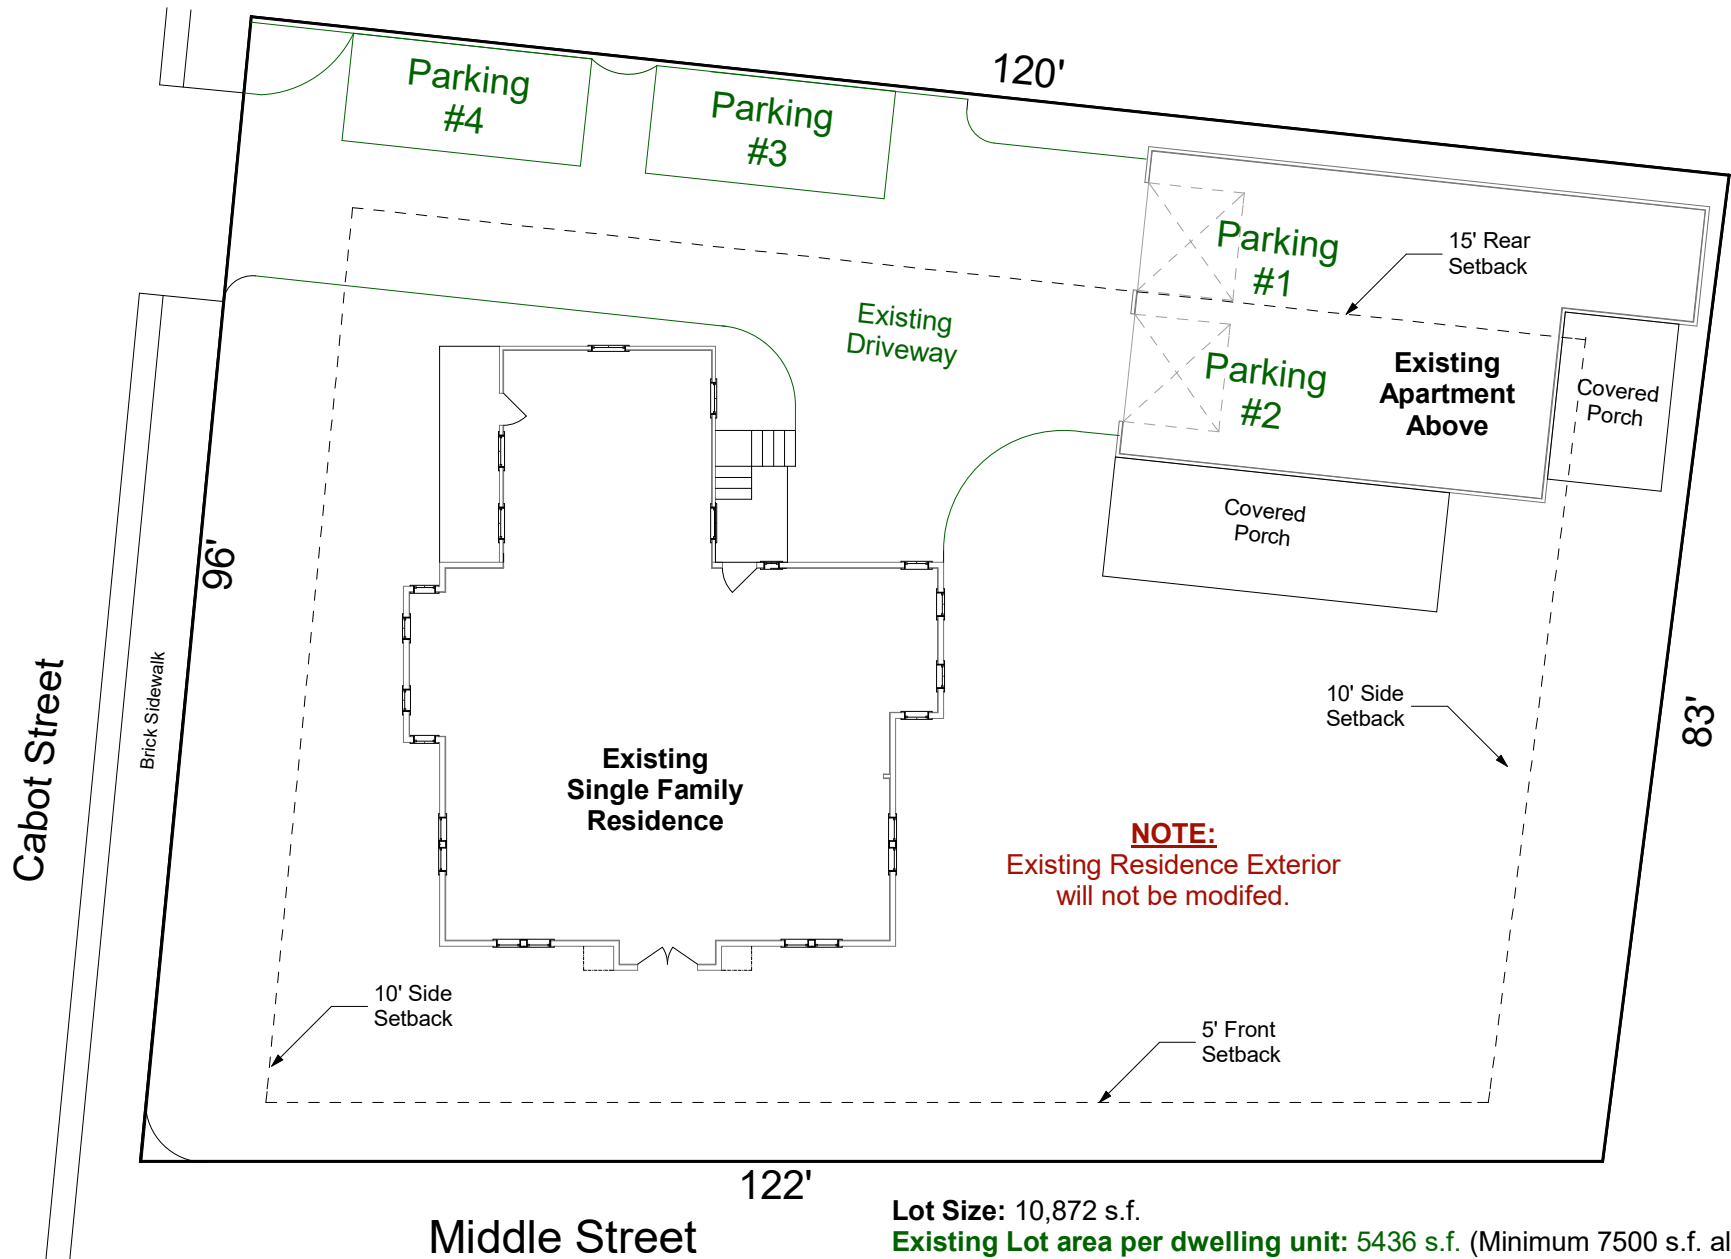 120'
Parking
#4
Parking
#3
Parking
#1
15' Rear
Setback
Existing
Driveway
Parking
#2
Existing
Apartment
Above
Covered
Porch
Covered
Porch
96'
Cabot Street
Brick Sidewalk
10' Side
Setback
83'
Existing
Single Family
Residence
NOTE:
Existing Residence Exterior
will not be modifed.
10' Side
Setback
5' Front
Setback
122'
Middle Street
Lot Size: 10,872 s.f.
Existing Lot area per dwelling unit: 5436 s.f. (Minimum 7500 s.f. al